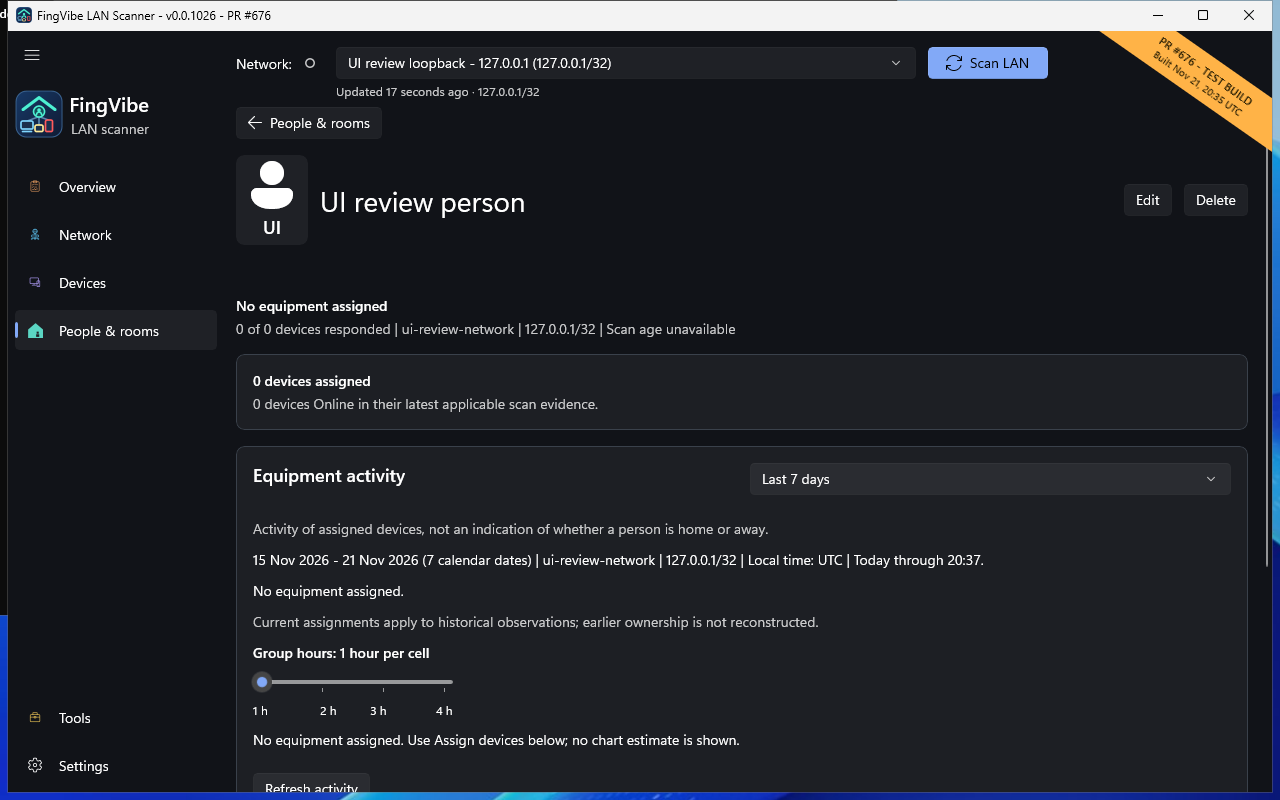 FingVibe LAN Scanner - v0.0.1026 - PR #676
Network:
UI review loopback - 127.0.0.1 (127.0.0.1/32)
Scan LAN
Updated 17 seconds ago · 127.0.0.1/32
PR #676 - TEST BUILD
Built Nov 21, 20:35 UTC
FingVibe
LAN scanner
Overview
Network
Devices
People & rooms
Tools
Settings
People & rooms
UI
UI review person
Edit
Delete
No equipment assigned
0 of 0 devices responded | ui-review-network | 127.0.0.1/32 | Scan age unavailable
0 devices assigned
0 devices Online in their latest applicable scan evidence.
Equipment activity
Last 7 days
Activity of assigned devices, not an indication of whether a person is home or away.
15 Nov 2026 - 21 Nov 2026 (7 calendar dates) | ui-review-network | 127.0.0.1/32 | Local time: UTC | Today through 20:37.
No equipment assigned.
Current assignments apply to historical observations; earlier ownership is not reconstructed.
Group hours: 1 hour per cell
1 h 2 h 3 h 4 h
No equipment assigned. Use Assign devices below; no chart estimate is shown.
Refresh activity